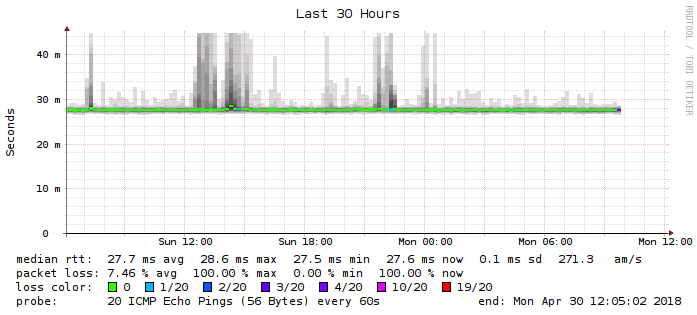 Last 30 Hours
RRDTOOL / TOBI OETIKER
Seconds
40 m
30 m
20 m
10 m
0
Sun 12:00 Sun 18:00 Mon 00:00 Mon 06:00 Mon 12:00
median rtt: 27.7 ms avg 28.6 ms max 27.5 ms min 27.6 ms now 0.1 ms sd 271.3 am/s
packet loss: 7.46 % avg 100.00 % max 0.00 % min 100.00 % now
loss color: 0 1/20 2/20 3/20 4/20 10/20 19/20
probe: 20 ICMP Echo Pings (56 Bytes) every 60s end: Mon Apr 30 12:05:02 2018